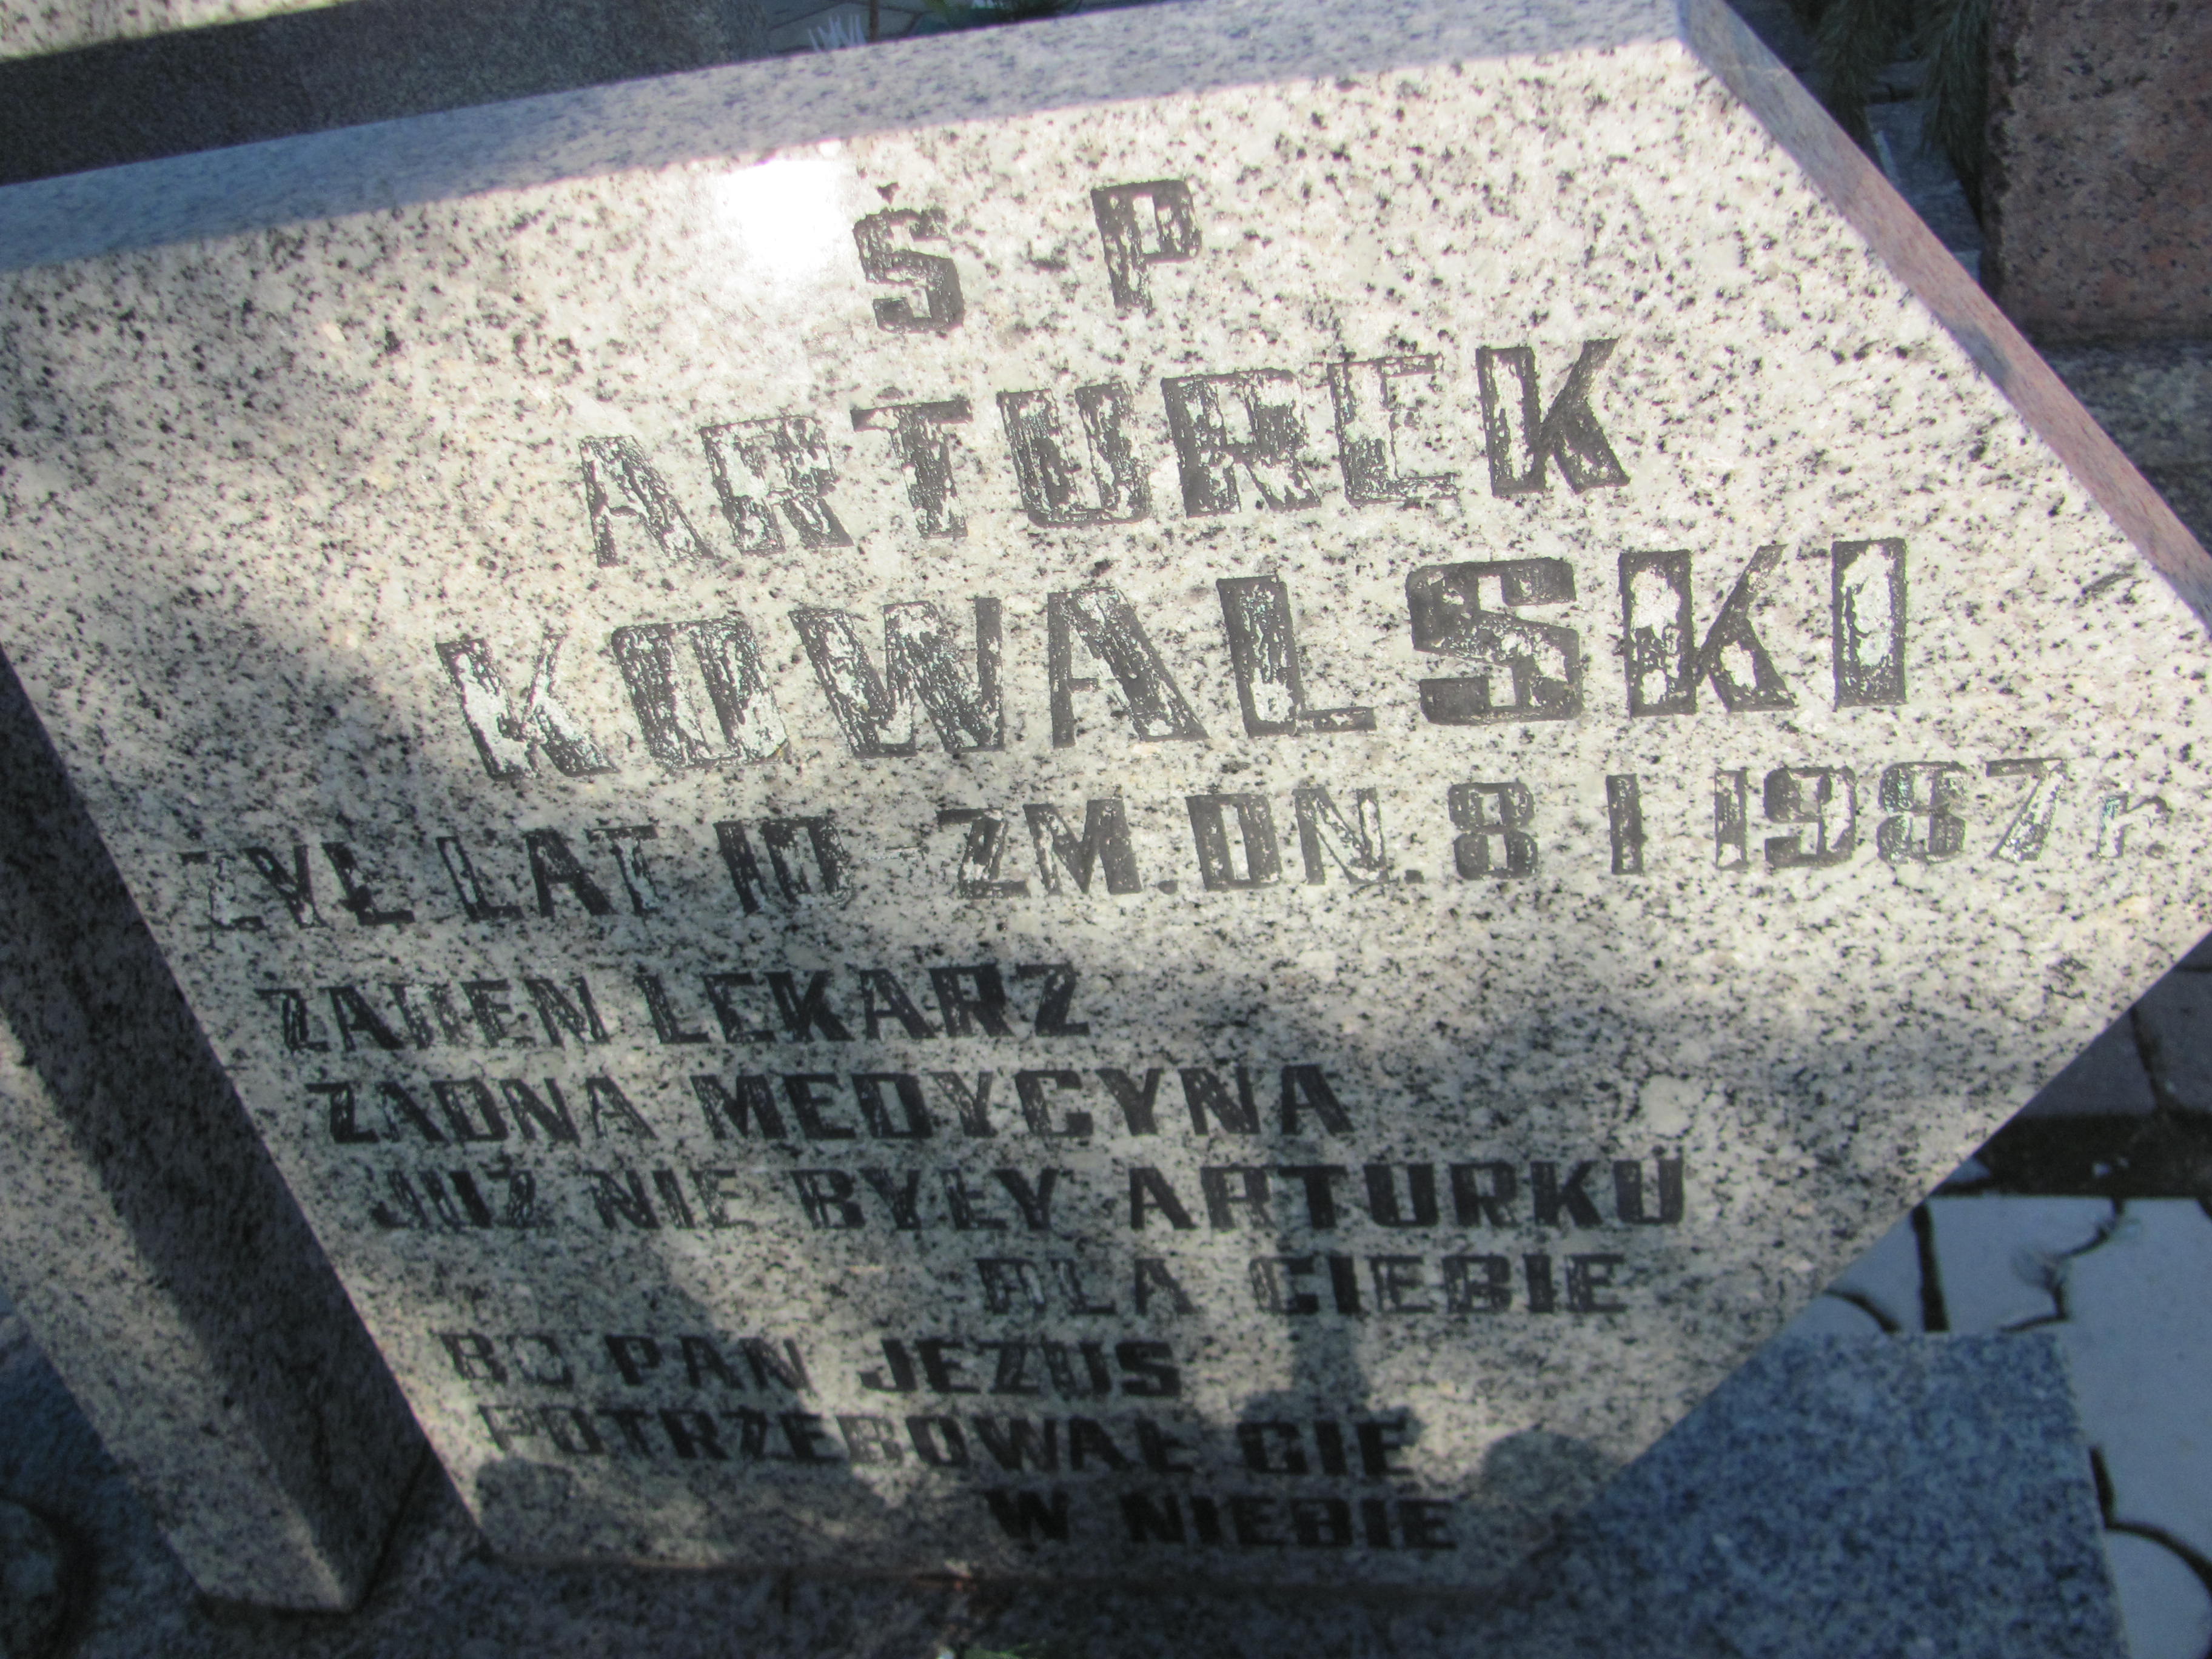 Ś P
ARTUREK
KOWALSKI
ŻYŁ LAT 10 - ZM. DN. 8 I 1987 r.
ŻADEN LEKARZ
ŻADNA MEDYCYNA
JUŻ NIE BYŁY ARTURKU
DLA CIEBIE
BO PAN JEZUS
POTRZEBOWAŁ CIĘ
W NIEBIE